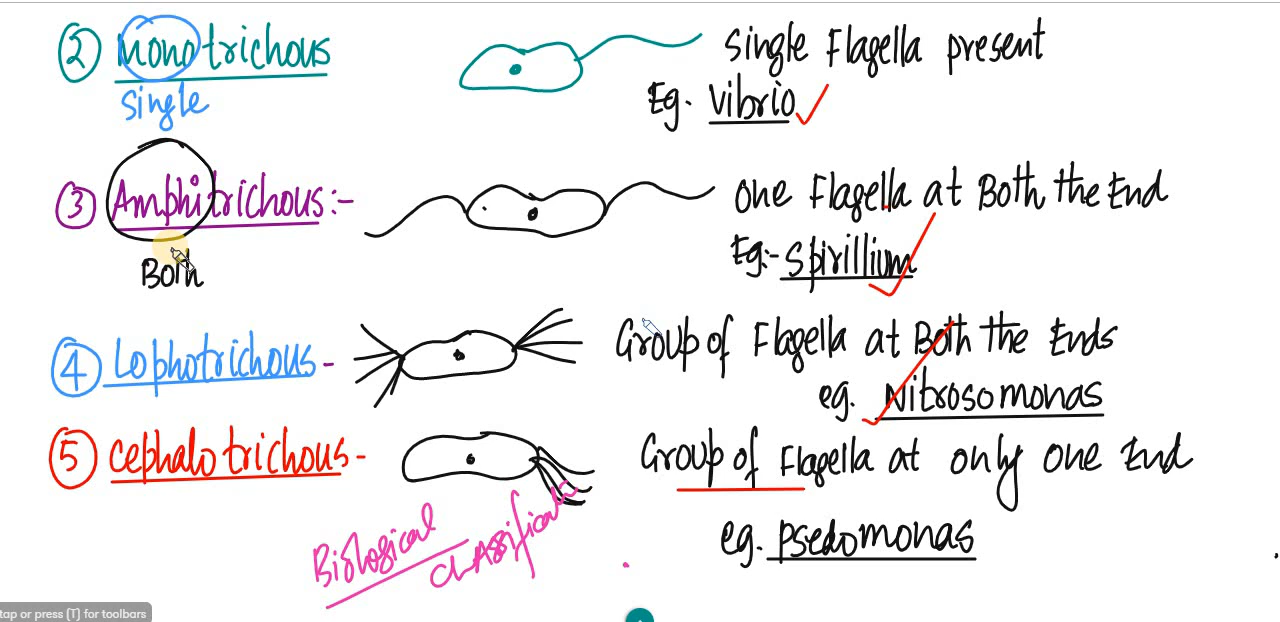 ② Monotrichous
Single
Single Flagella present
Eg. Vibrio
③ Amphitrichous:-
Both
One Flagella at Both the End
Eg:- Spirillium
④ Lophotrichous-
Group of Flagella at Both the Ends
eg. Nitrosomonas
⑤ cephalotrichous-
Group of Flagella at only one End
eg. Psedomonas
Biological
tap or press (T) for toolbars